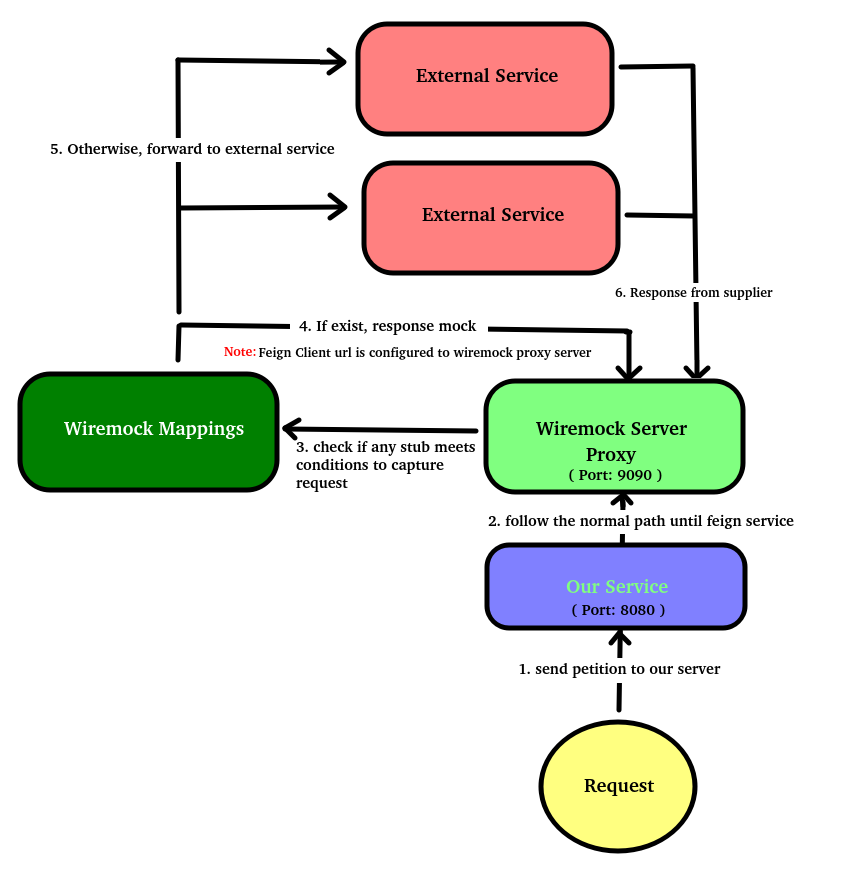 External Service
5. Otherwise, forward to external service
External Service
6. Response from supplier
4. If exist, response mock
Note: Feign Client url is configured to wiremock proxy server
Wiremock Mappings
Wiremock Server
Proxy
( Port: 9090 )
3. check if any stub meets
conditions to capture
request
2. follow the normal path until feign service
Our Service
( Port: 8080 )
1. send petition to our server
Request